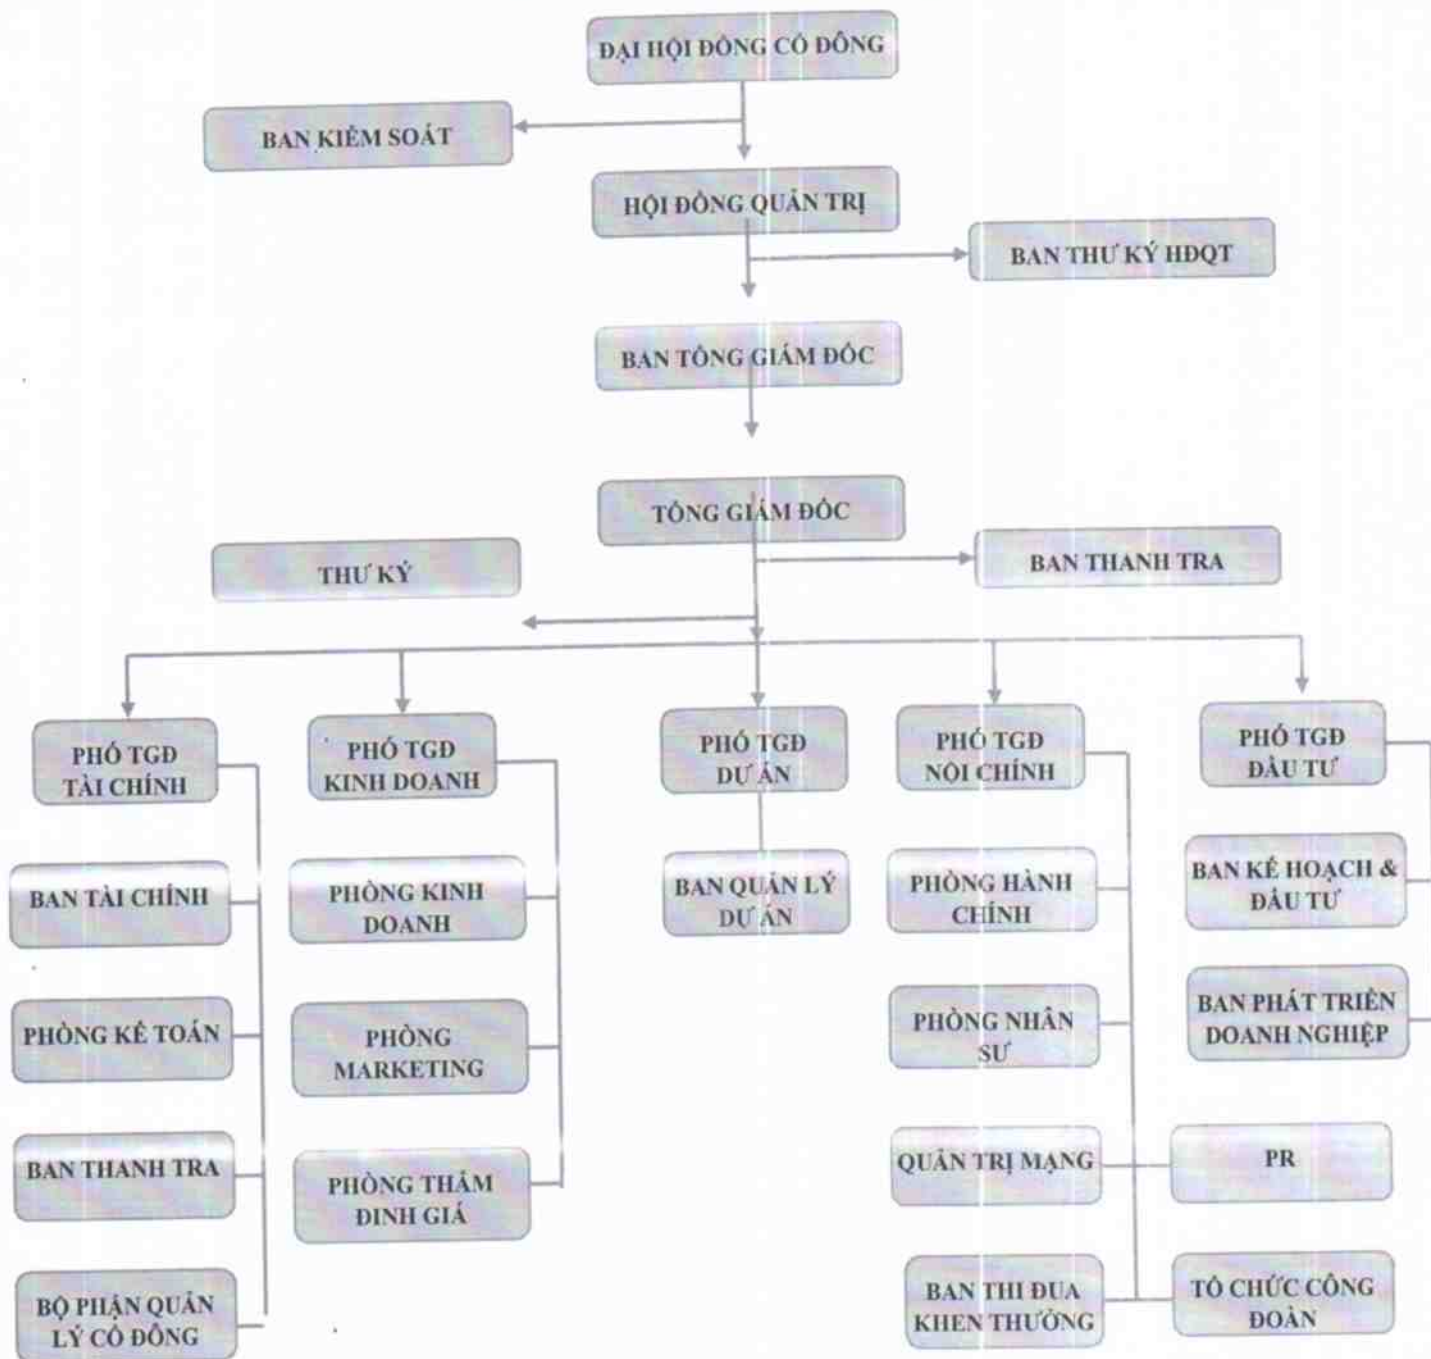 ĐẠI HỘI ĐỒNG CỔ ĐÔNG
BAN KIỂM SOÁT
HỘI ĐỒNG QUẢN TRỊ
BAN THƯ KÝ HĐQT
BAN TỔNG GIÁM ĐỐC
TỔNG GIÁM ĐỐC
THƯ KÝ
BAN THANH TRA
PHÓ TGĐ
TÀI CHÍNH
PHÓ TGĐ
KINH DOANH
PHÓ TGĐ
DỰ ÁN
PHÓ TGĐ
NỘI CHÍNH
PHÓ TGĐ
ĐẦU TƯ
BAN TÀI CHÍNH
PHÒNG KINH
DOANH
BAN QUẢN LÝ
DỰ ÁN
PHÒNG HÀNH
CHÍNH
BAN KẾ HOẠCH &
ĐẦU TƯ
PHÒNG KẾ TOÁN
PHÒNG
MARKETING
PHÒNG NHÂN
SỰ
BAN PHÁT TRIỂN
DOANH NGHIỆP
BAN THANH TRA
PHÒNG THẨM
ĐỊNH GIÁ
QUẢN TRỊ MẠNG
PR
BỘ PHẬN QUẢN
LÝ CỔ ĐÔNG
BAN THI ĐUA
KHEN THƯỞNG
TỔ CHỨC CÔNG
ĐOÀN